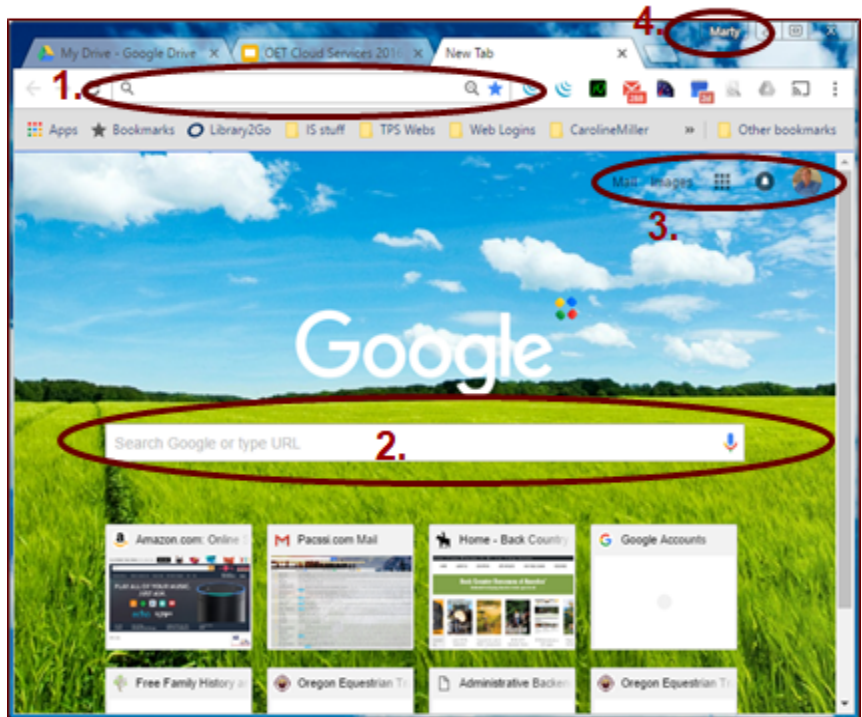 4.
Marty
My Drive - Google Drive
OET Cloud Services 201
New Tab
1.
Apps Bookmarks Library2Go IS stuff TPS Webs Web Logins CarolineMiller » Other bookmarks
Mail Images
3.
Google
Search Google or type URL
2.
Amazon.com: Online S
Pacssi.com Mail
Home - Back Country
Google Accounts
Free Family History a
Oregon Equestrian Tr
Administrative Backen
Oregon Equestrian Tr